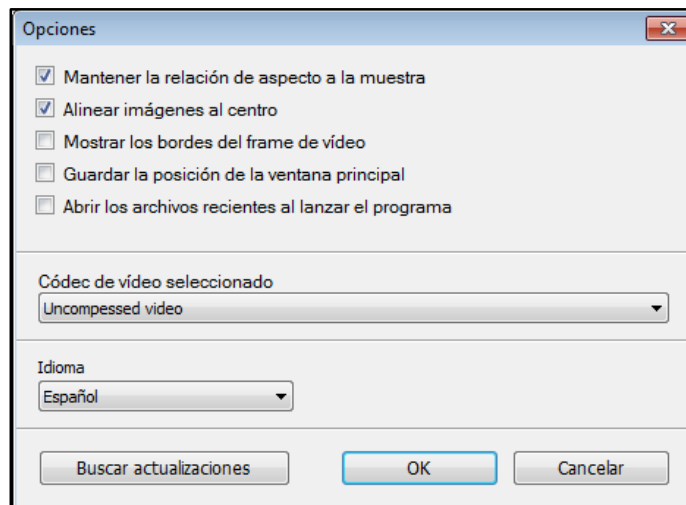 Opciones
Mantener la relación de aspecto a la muestra
Alinear imágenes al centro
Mostrar los bordes del frame de vídeo
Guardar la posición de la ventana principal
Abrir los archivos recientes al lanzar el programa
Códec de vídeo seleccionado
Uncompessed video
Idioma
Español
Buscar actualizaciones OK Cancelar